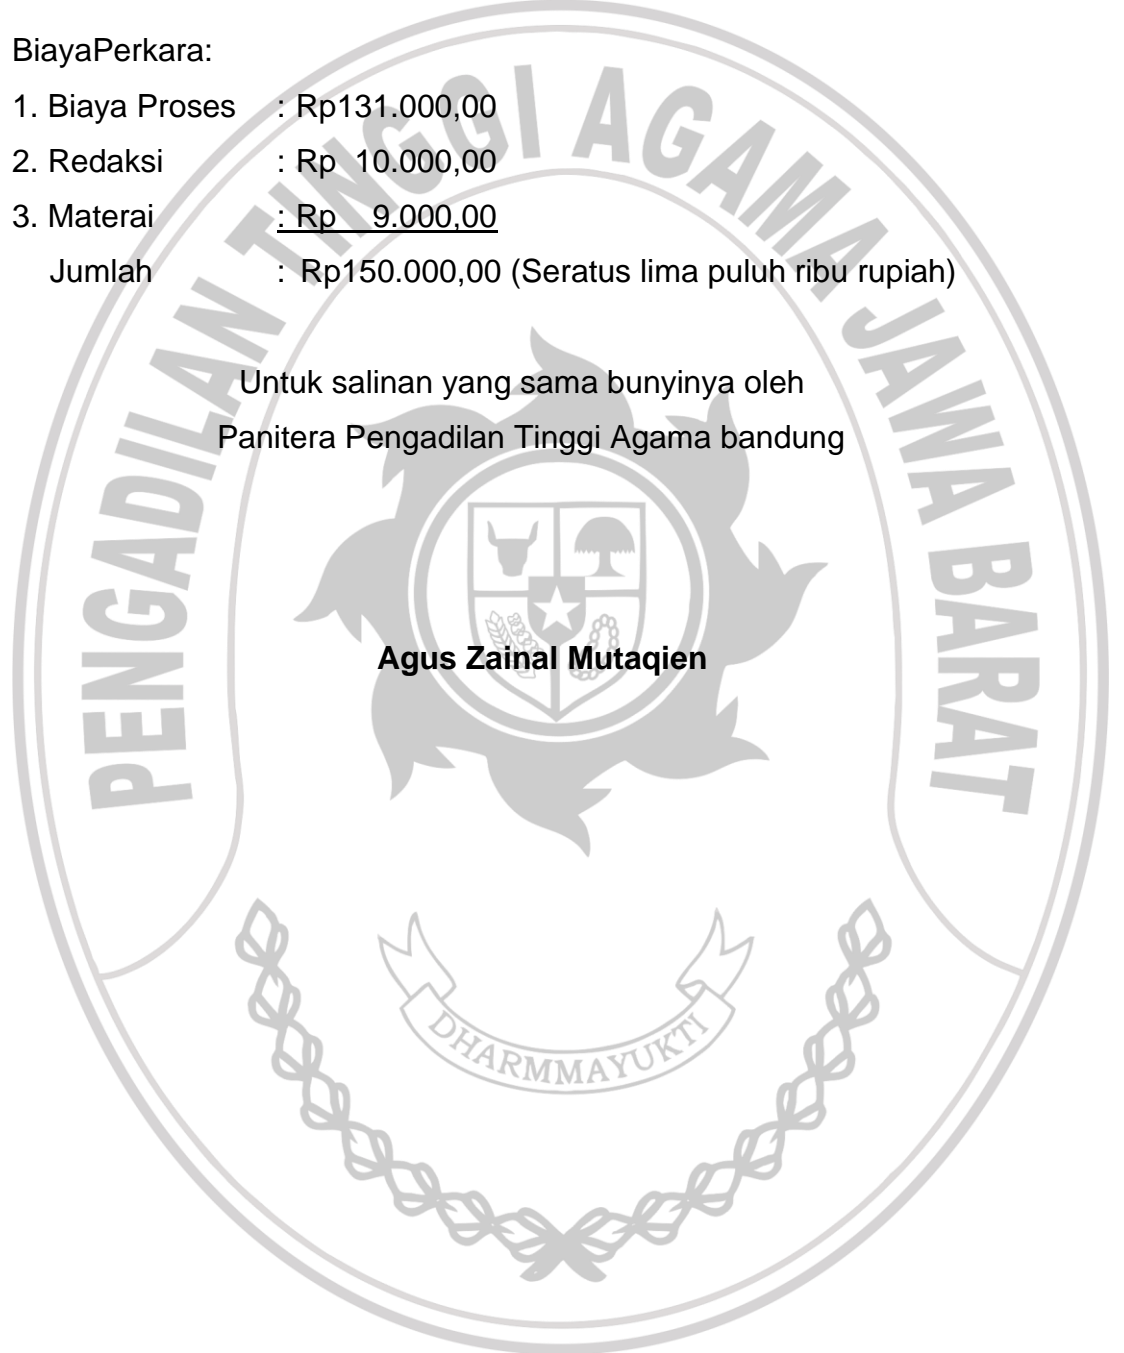 BiayaPerkara:
1. Biaya Proses : Rp131.000,00
2. Redaksi : Rp 10.000,00
3. Materai : Rp 9.000,00
Jumlah : Rp150.000,00 (Seratus lima puluh ribu rupiah)
Untuk salinan yang sama bunyinya oleh
Panitera Pengadilan Tinggi Agama bandung
Agus Zainal Mutaqien
PENGADILAN TINGGI AGAMA JAWA BARAT
DHARMMAYUKTI